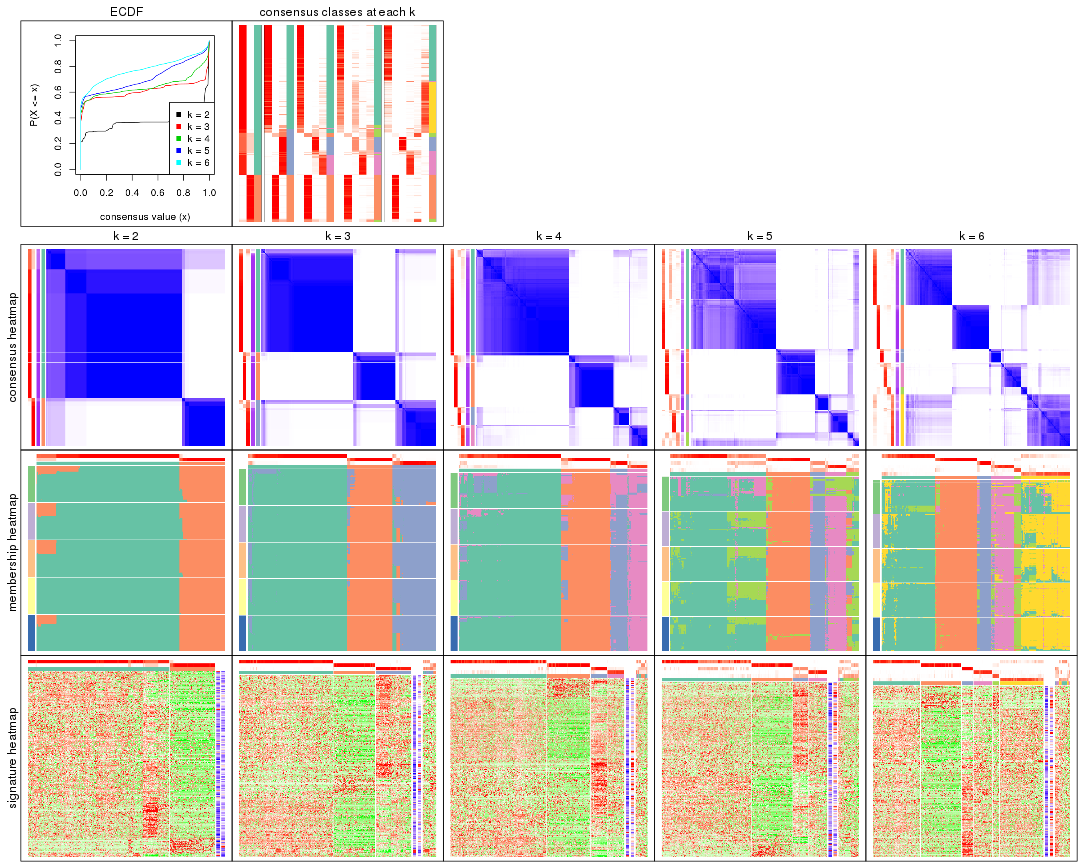 ECDF
consensus classes at each k
P(X <= x)
0.0 0.2 0.4 0.6 0.8 1.0
k = 2
k = 3
k = 4
k = 5
k = 6
0.0 0.2 0.4 0.6 0.8 1.0
consensus value (x)
k = 2
k = 3
k = 4
k = 5
k = 6
consensus heatmap
membership heatmap
signature heatmap